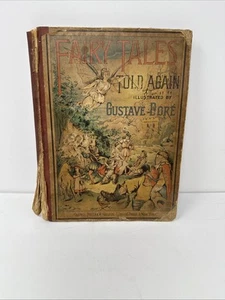 FAIRY TALES
TOLD AGAIN
ILLUSTRATED BY
GUSTAVE DORÉ